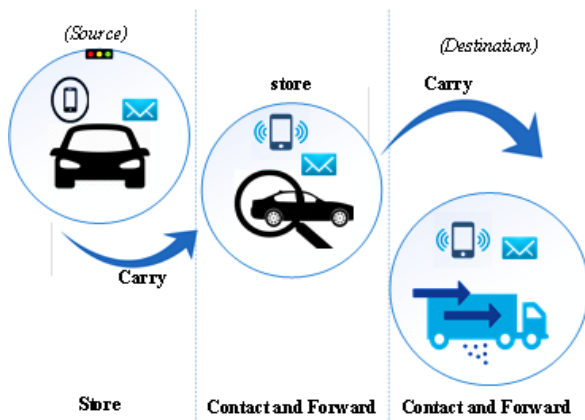 (Source)
(Destination)
store
Carry
Carry
Store
Contact and Forward
Contact and Forward